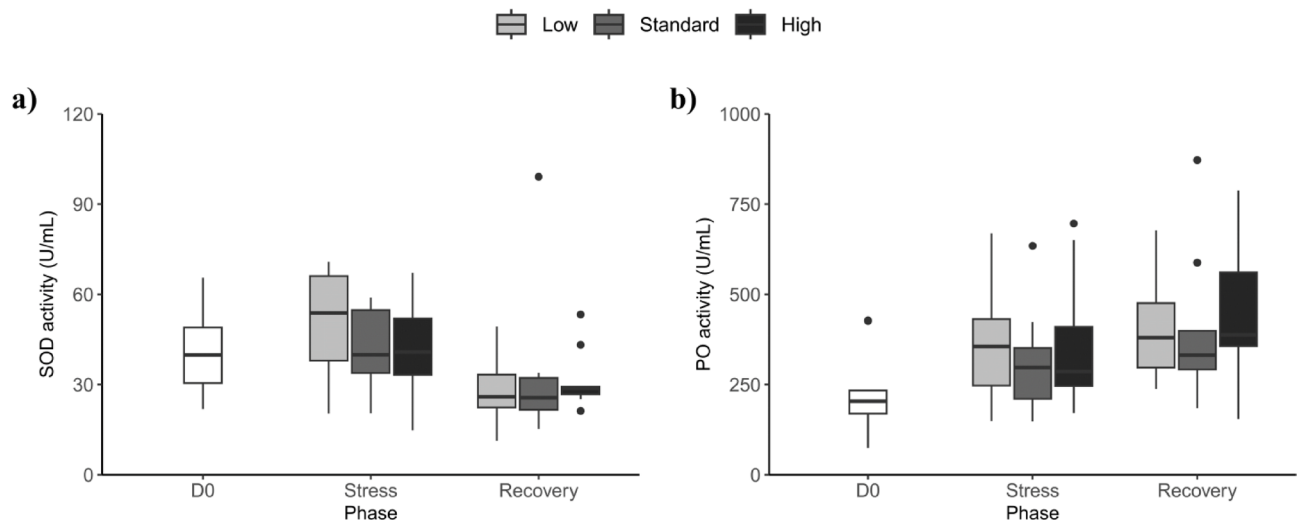 Low Standard High
a)
120
90
60
30
0
SOD activity (U/mL)
D0 Stress Recovery
Phase
b)
1000
750
500
250
0
PO activity (U/mL)
D0 Stress Recovery
Phase